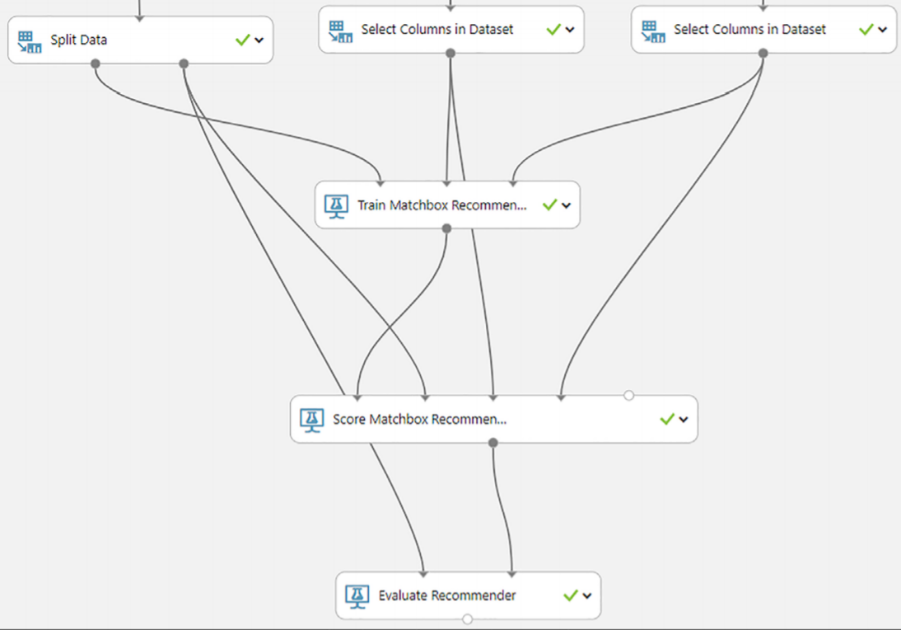 Split Data
Select Columns in Dataset
Select Columns in Dataset
Train Matchbox Recommen...
Score Matchbox Recommen...
Evaluate Recommender